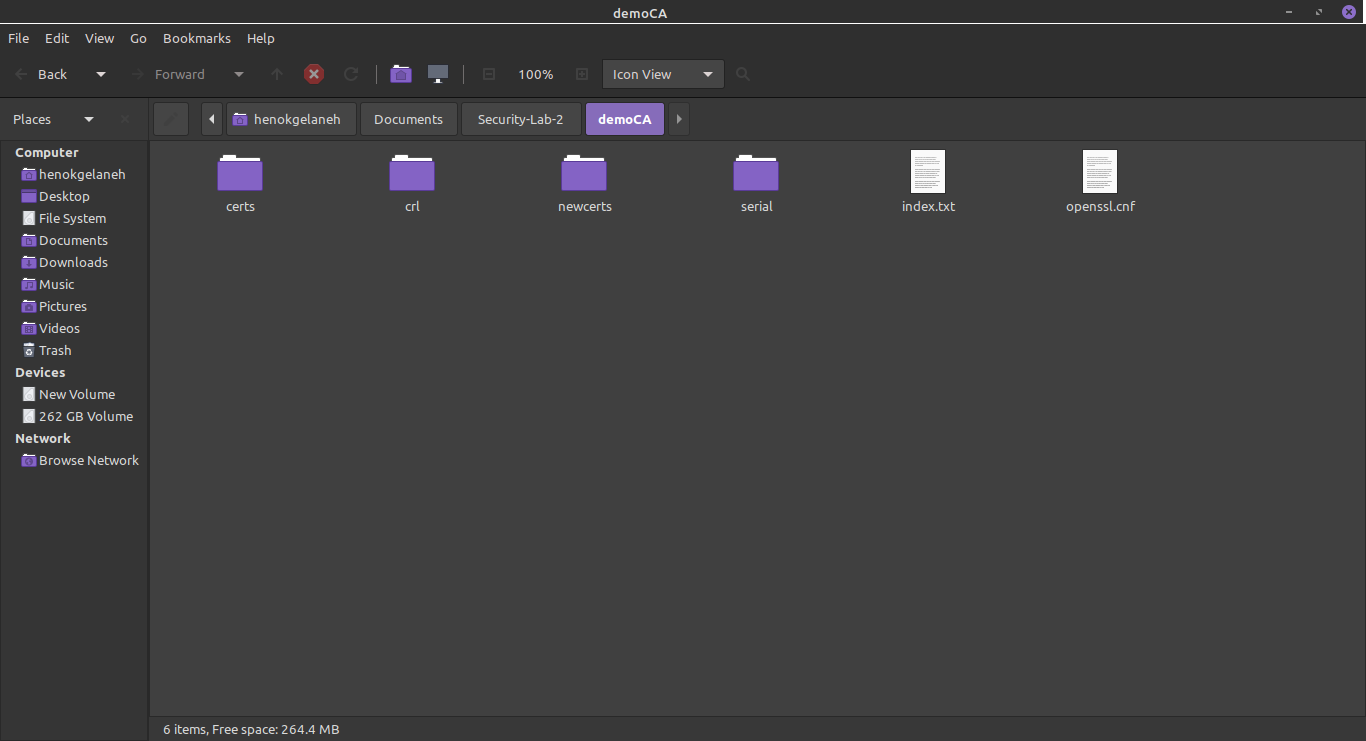 demoCA
File Edit View Go Bookmarks Help
Back Forward 100% Icon View
Places henokgelaneh Documents Security-Lab-2 demoCA
Computer
henokgelaneh
Desktop
File System
Documents
Downloads
Music
Pictures
Videos
Trash
Devices
New Volume
262 GB Volume
Network
Browse Network
certs crl newcerts serial index.txt openssl.cnf
6 items, Free space: 264.4 MB